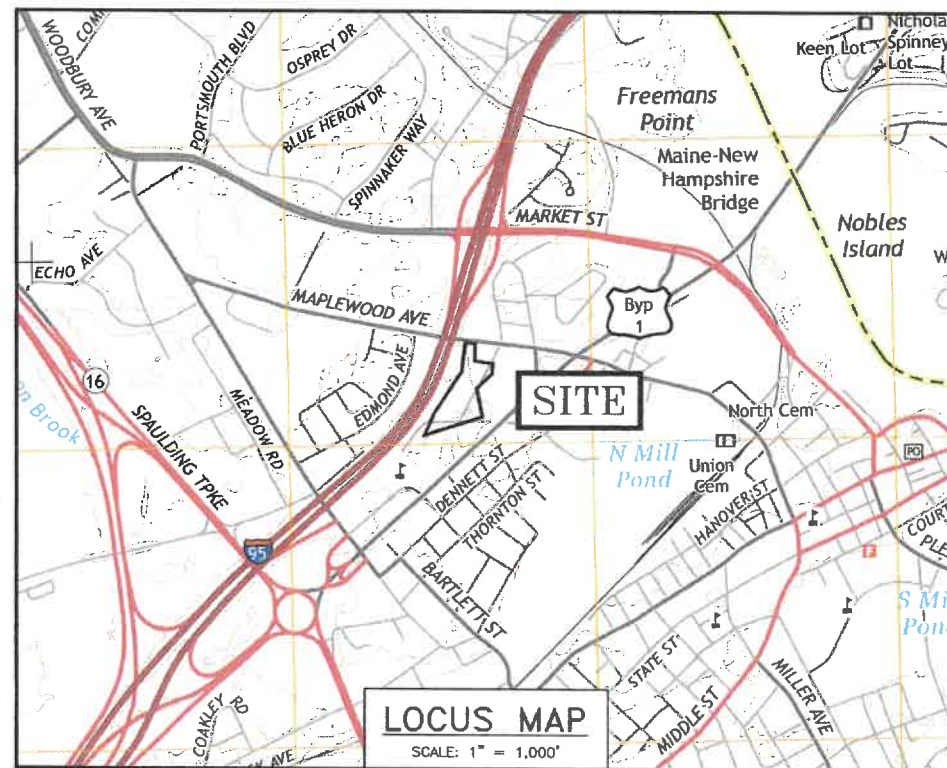 WOODBURY AVE
PORTSMOUTH BLVD
OSPREY DR
BLUE HERON DR
SPINNAKER WAY
Keen Lot
Spinney
Lot
Freemans
Point
Maine-New
Hampshire
Bridge
MARKET ST
Nobles
Island
ECHO AVE
MAPLEWOOD AVE
Byp
1
16
EDMOND AVE
SITE
MEADOW RD
SPAULDING TPKE
Brook
North Cem
N Mill
Pond
Union
Cem
PO
DENNETT ST
THORNTON ST
HANOVER ST
95
BARTLETT ST
F
STATE ST
MIDDLE ST
MILLER AVE
COAKLEY RD
AVE
LOCUS MAP
SCALE: 1" = 1,000'